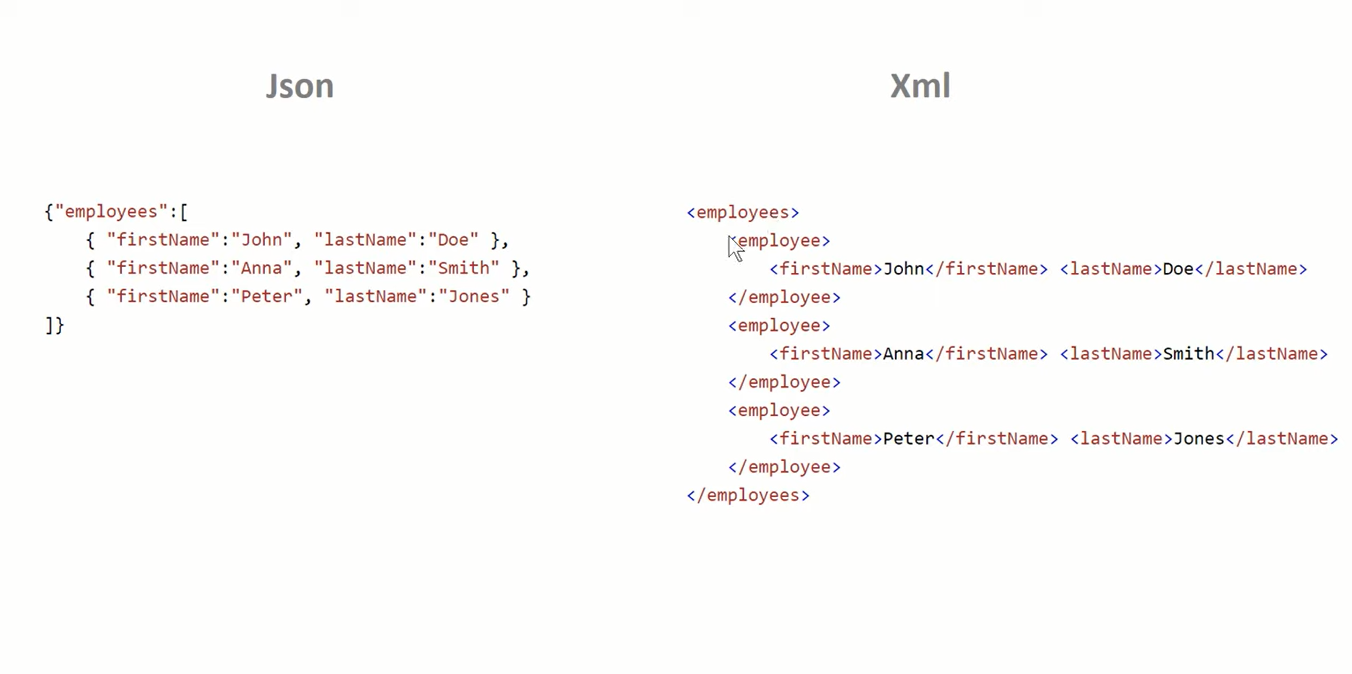 Json
{"employees":[
{ "firstName":"John", "lastName":"Doe" },
{ "firstName":"Anna", "lastName":"Smith" },
{ "firstName":"Peter", "lastName":"Jones" }
]}
Xml
<employees>
<employee>
<firstName>John</firstName> <lastName>Doe</lastName>
</employee>
<employee>
<firstName>Anna</firstName> <lastName>Smith</lastName>
</employee>
<employee>
<firstName>Peter</firstName> <lastName>Jones</lastName>
</employee>
</employees>